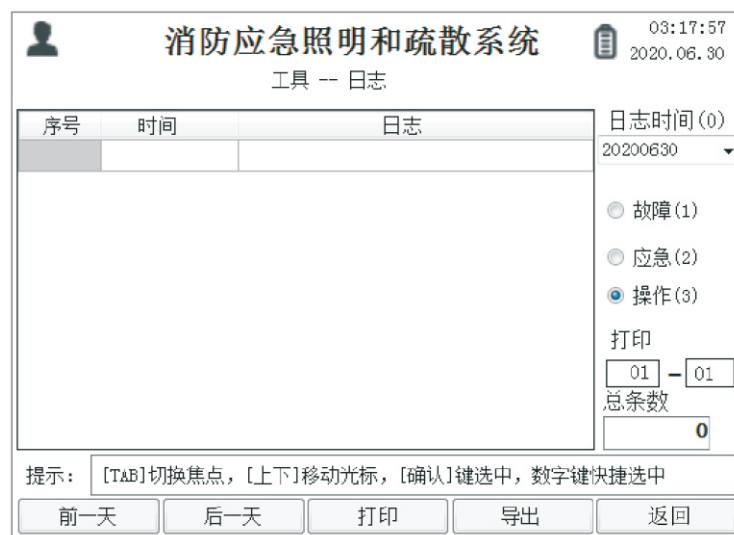 消防应急照明和疏散系统
03:17:57
2020.06.30
工具 -- 日志
序号 时间 日志
日志时间(0)
20200630
故障(1)
应急(2)
操作(3)
打印
01 - 01
总条数
0
提示： [TAB]切换焦点，[上下]移动光标，[确认]键选中，数字键快捷选中
前一天 后一天 打印 导出 返回